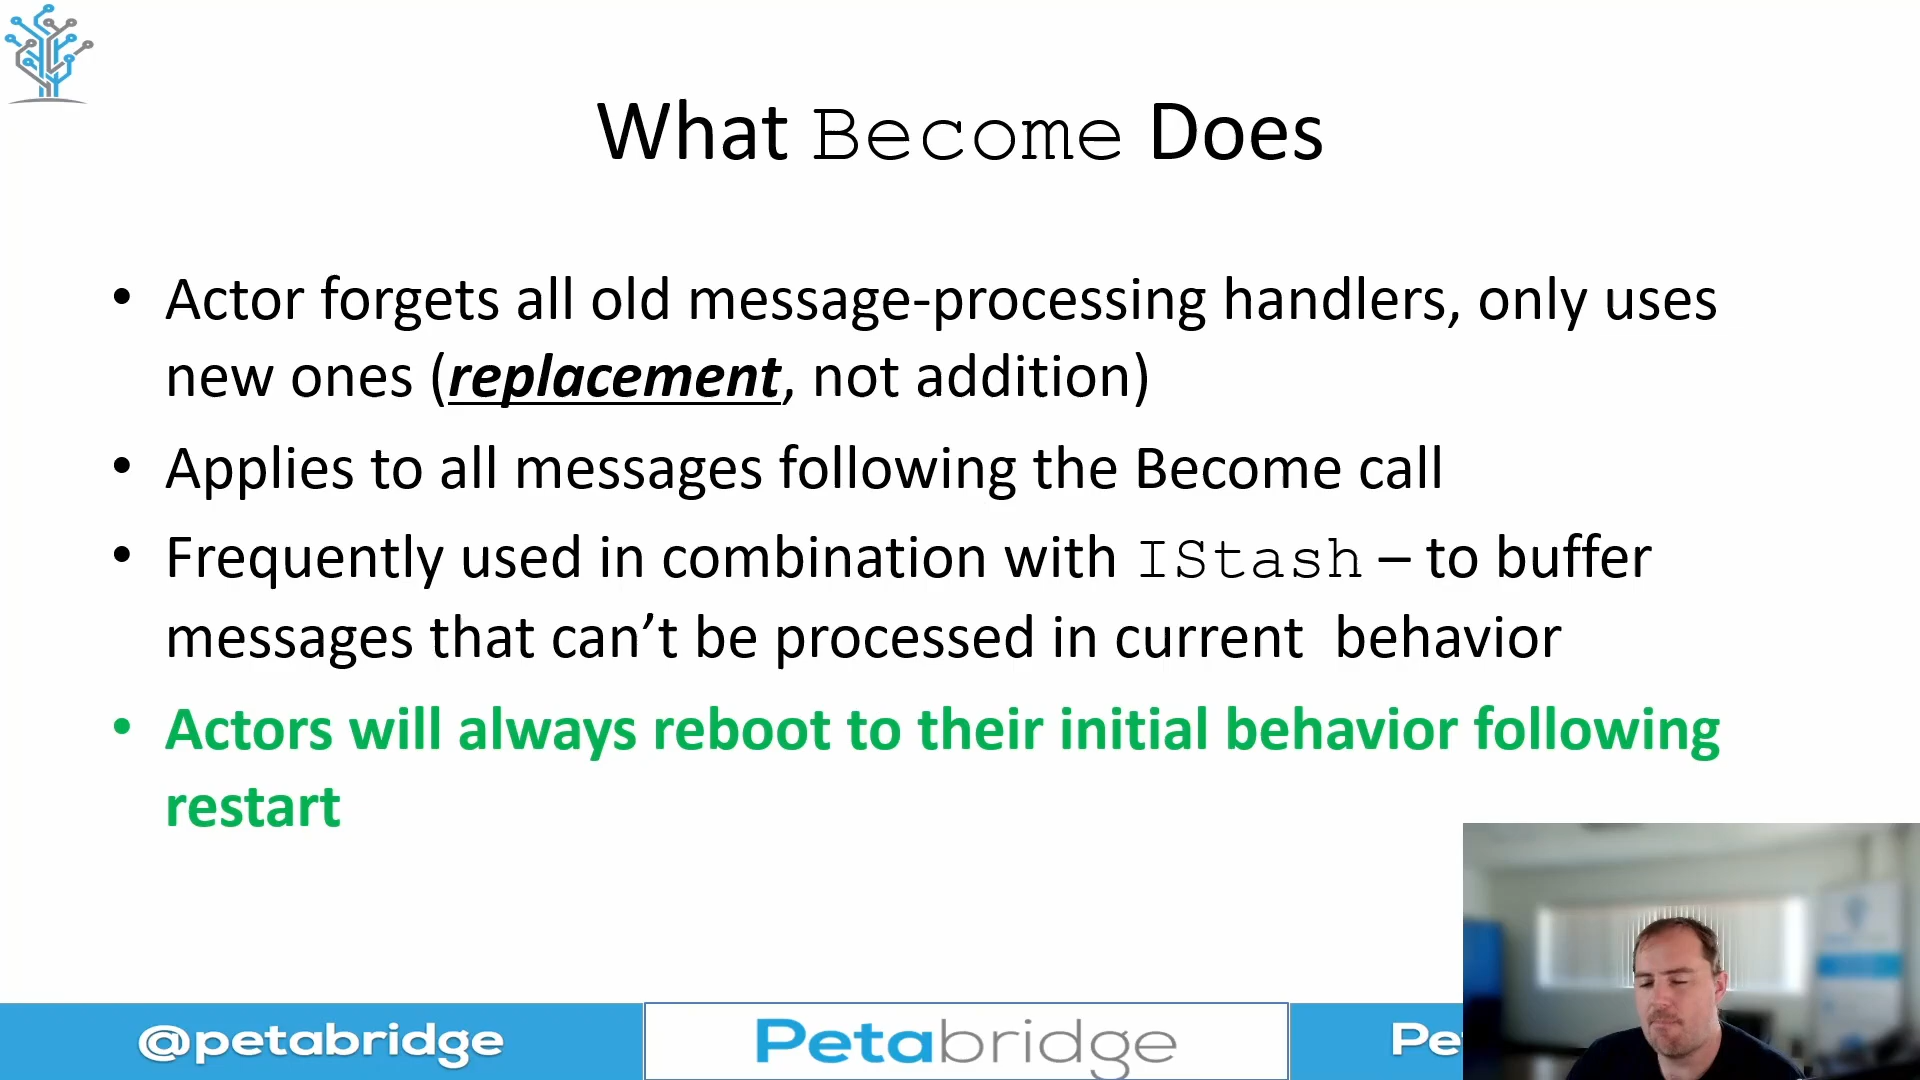 What Become Does
• Actor forgets all old message-processing handlers, only uses
new ones (replacement, not addition)
• Applies to all messages following the Become call
• Frequently used in combination with IStash – to buffer
messages that can’t be processed in current  behavior
• Actors will always reboot to their initial behavior following
restart
@petabridge
Petabridge
Pe